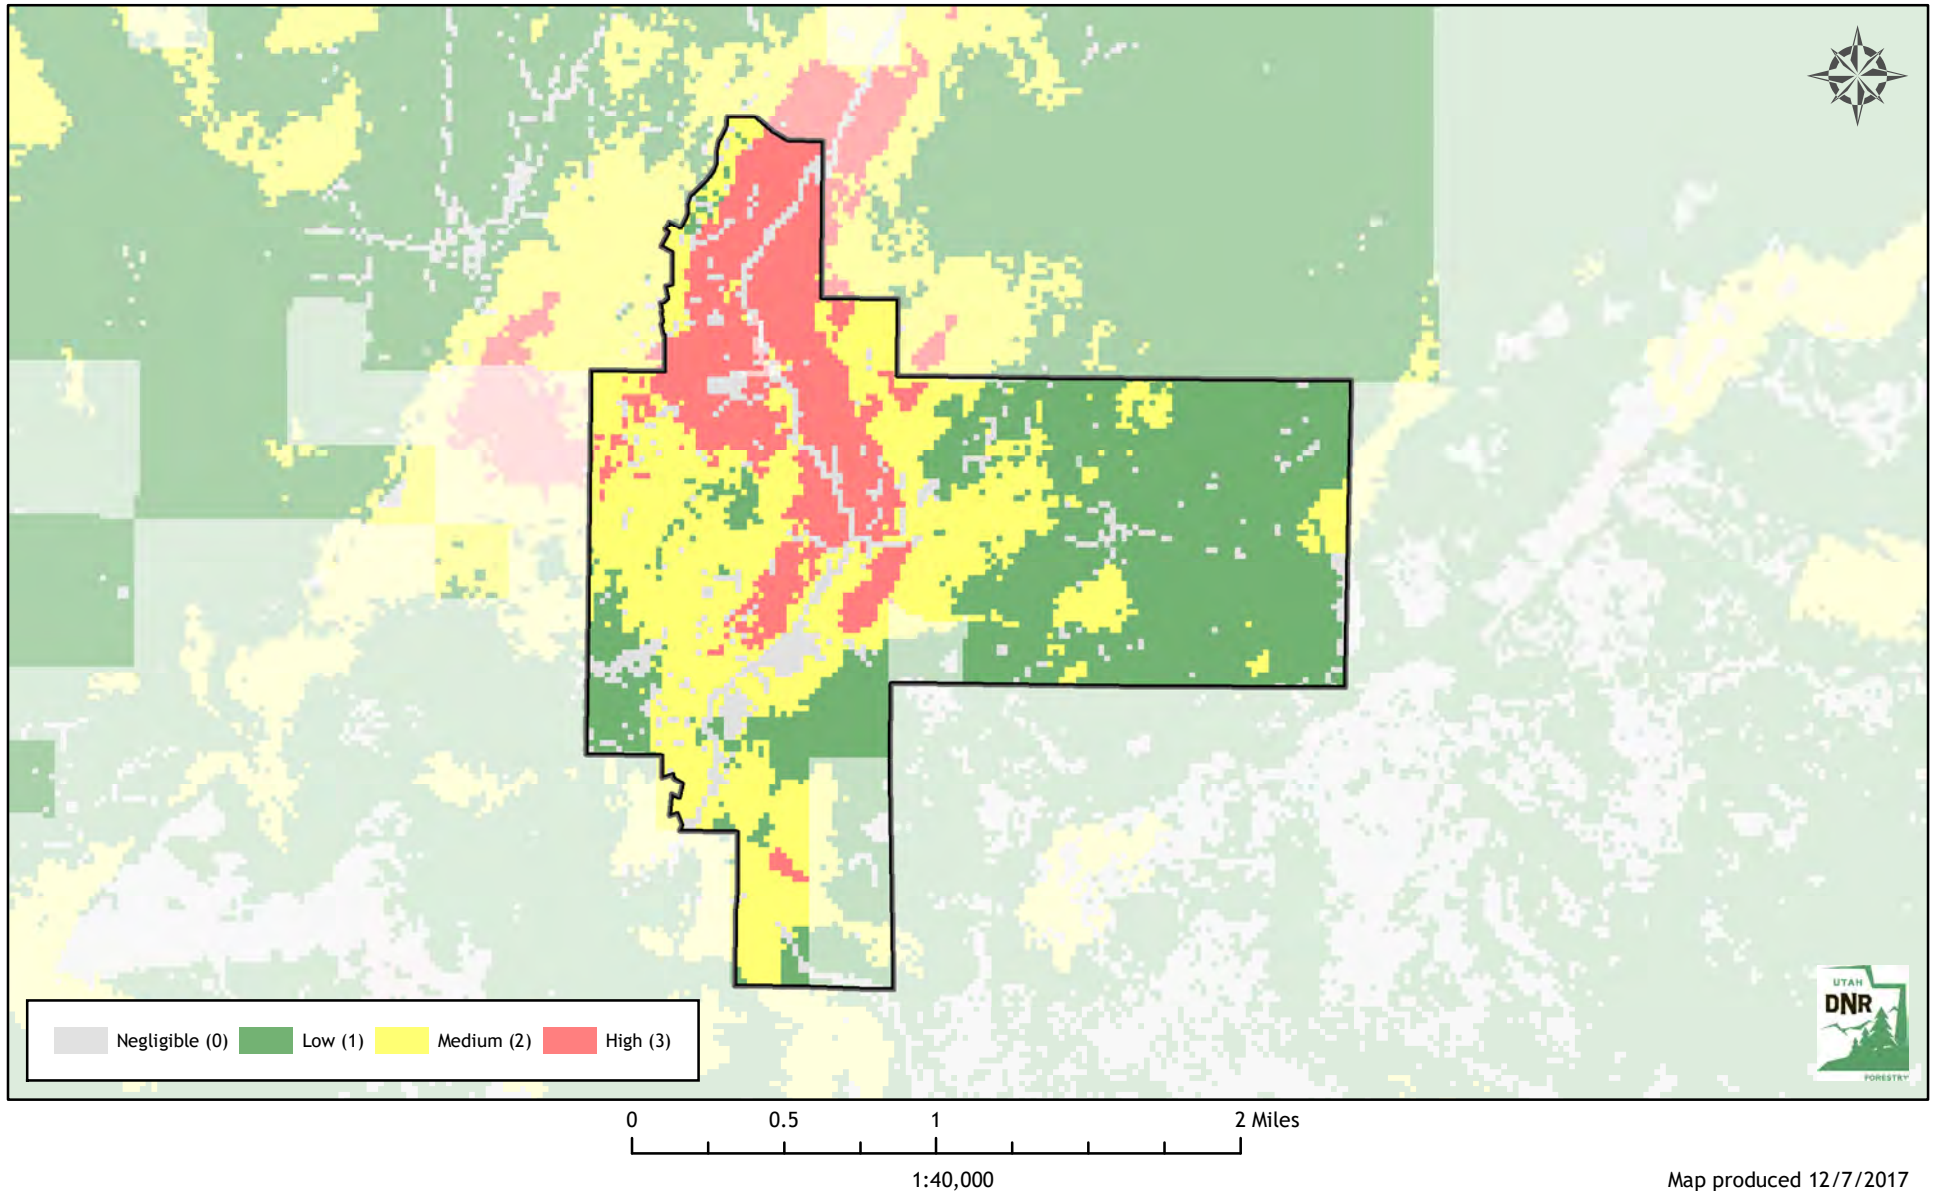 UTAH
DNR
FORESTRY
Negligible (0) Low (1) Medium (2) High (3)
0 0.5 1 2 Miles
1:40,000
Map produced 12/7/2017